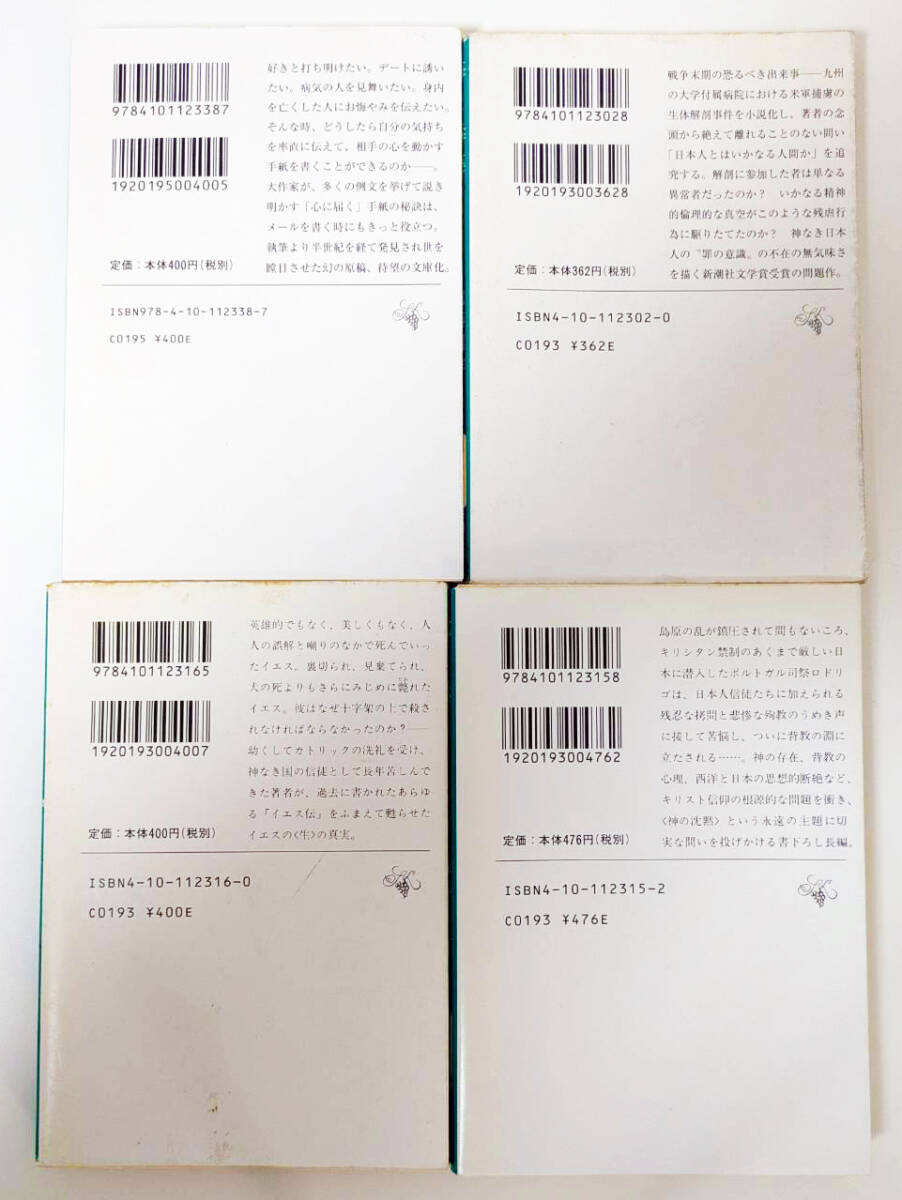 9784101123387
1920195004005
定価：本体400円（税別）
好きと打ち明けたい。デートに誘い
たい。病気の人を見舞いたい。身内
を亡くした人にお悔やみを伝えたい。
そんな時、どうしたら自分の気持ち
を率直に伝えて、相手の心を動かす
手紙を書くことができるのか――。
大作家が、多くの例文を挙げて説き
明かす「心に届く」手紙の秘訣は、
メールを書く時にもきっと役立つ。
執筆より半世紀を経て発見され世を
瞠目させた幻の原稿、待望の文庫化。
ISBN978-4-10-112338-7
C0195 ¥400E
9784101123028
1920193003628
定価：本体362円（税別）
戦争末期の恐るべき出来事――九州
の大学付属病院における米軍捕虜の
生体解剖事件を小説化し、著者の念
頭から絶えて離れることのない問い
「日本人とはいかなる人間か」を追
究する。解剖に参加した者は単なる
異常者だったのか？ いかなる精神
的倫理的な真空がこのような残虐行
為に駆りたてたのか？ 神なき日本
人の〝罪の意識〟の不在の無気味さ
を描く新潮社文学賞受賞の問題作。
ISBN4-10-112302-0
C0193 ¥362E
9784101123165
1920193004007
定価：本体400円（税別）
英雄的でもなく、美しくもなく、人
人の誤解と嘲りのなかで死んでいっ
たイエス。裏切られ、見棄てられ、
犬の死よりもさらにみじめに斃れた
イエス。彼はなぜ十字架の上で殺さ
れなければならなかったのか？――
幼くしてカトリックの洗礼を受け、
神なき国の信徒として長年苦しんで
きた著者が、過去に書かれたあらゆ
る「イエス伝」をふまえて甦らせた
イエスの〈生〉の真実。
ISBN4-10-112316-0
C0193 ¥400E
9784101123158
1920193004762
定価：本体476円（税別）
島原の乱が鎮圧されて間もないころ、
キリシタン禁制のあくまで厳しい日
本に潜入したポルトガル司祭ロドリ
ゴは、日本人信徒たちに加えられる
残忍な拷問と悲惨な殉教のうめき声
に接して苦悩し、ついに背教の淵に
立たされる……。神の存在、背教の
心理、西洋と日本の思想的断絶など、
キリスト信仰の根源的な問題を衝き、
〈神の沈黙〉という永遠の主題に切
実な問いを投げかける書下ろし長編。
ISBN4-10-112315-2
C0193 ¥476E